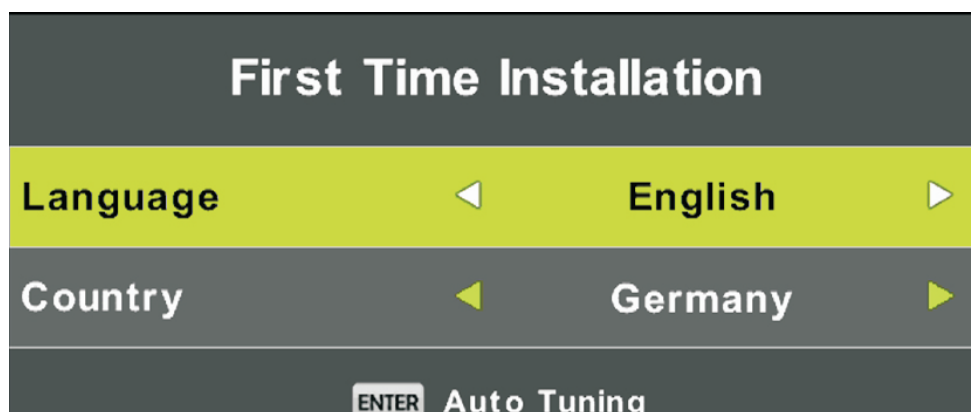 First Time Installation
Language English
Country Germany
ENTER Auto Tuning